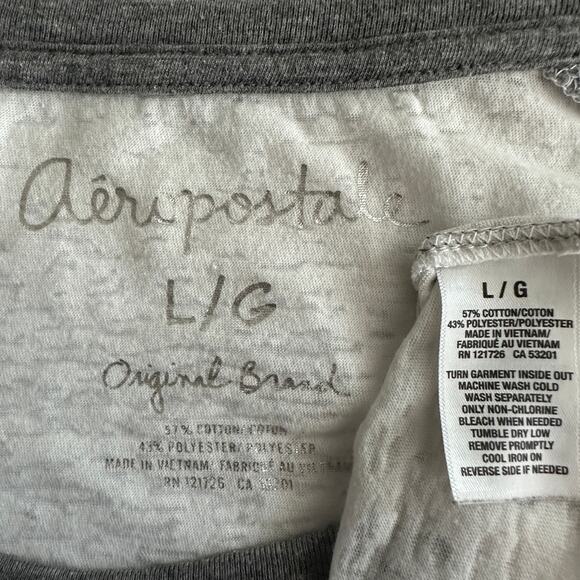 Aéropostale
L/G
Original Brand
57% COTTON/COTON
43% POLYESTER/POLYESTER
MADE IN VIETNAM/FABRIQUÉ AU VIETNAM
RN 121726 CA 53201
L/G
57% COTTON/COTON
43% POLYESTER/POLYESTER
MADE IN VIETNAM/
FABRIQUÉ AU VIETNAM
RN 121726 CA 53201
TURN GARMENT INSIDE OUT
MACHINE WASH COLD
WASH SEPARATELY
ONLY NON-CHLORINE
BLEACH WHEN NEEDED
TUMBLE DRY LOW
REMOVE PROMPTLY
COOL IRON ON
REVERSE SIDE IF NEEDED